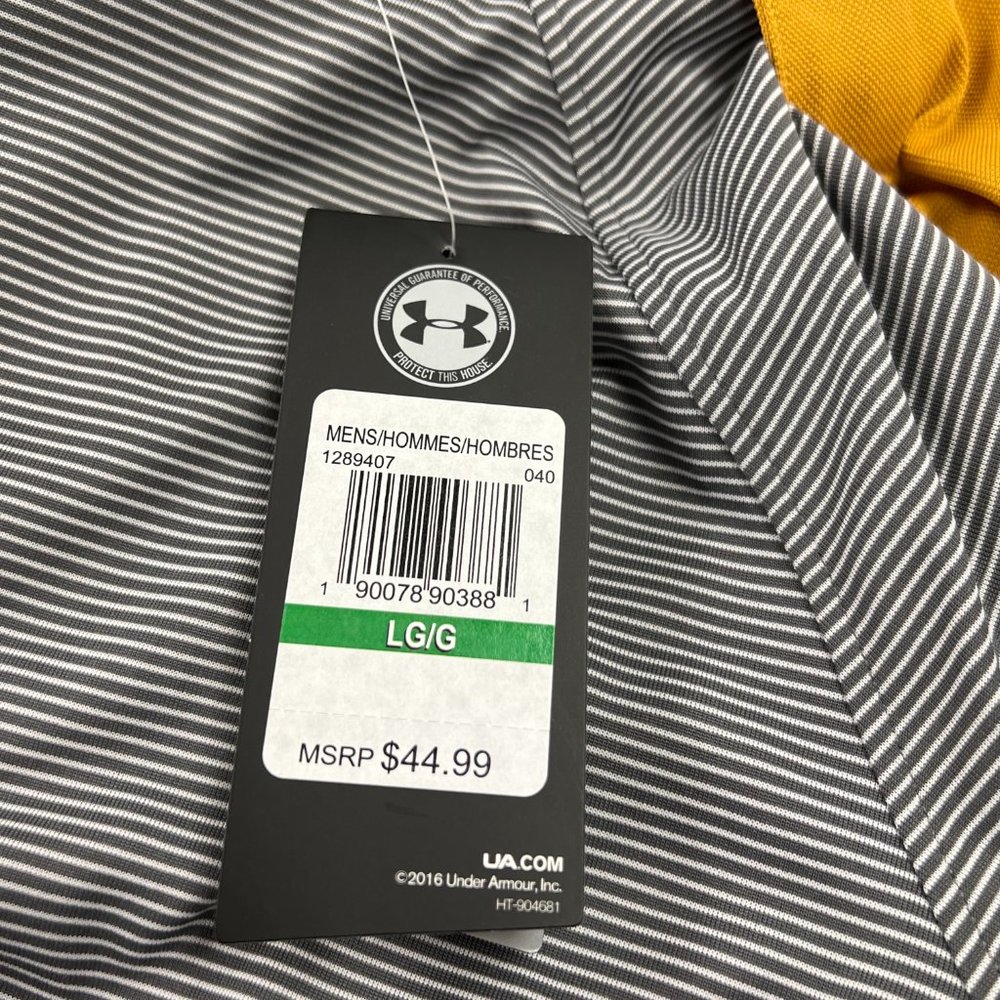 UNIVERSAL GUARANTEE OF PERFORMANCE
PROTECT THIS HOUSE.
MENS/HOMMES/HOMBRES
1289407 040
1 90078 90388 1
LG/G
MSRP $44.99
UA.COM
©2016 Under Armour, Inc.
HT-904681